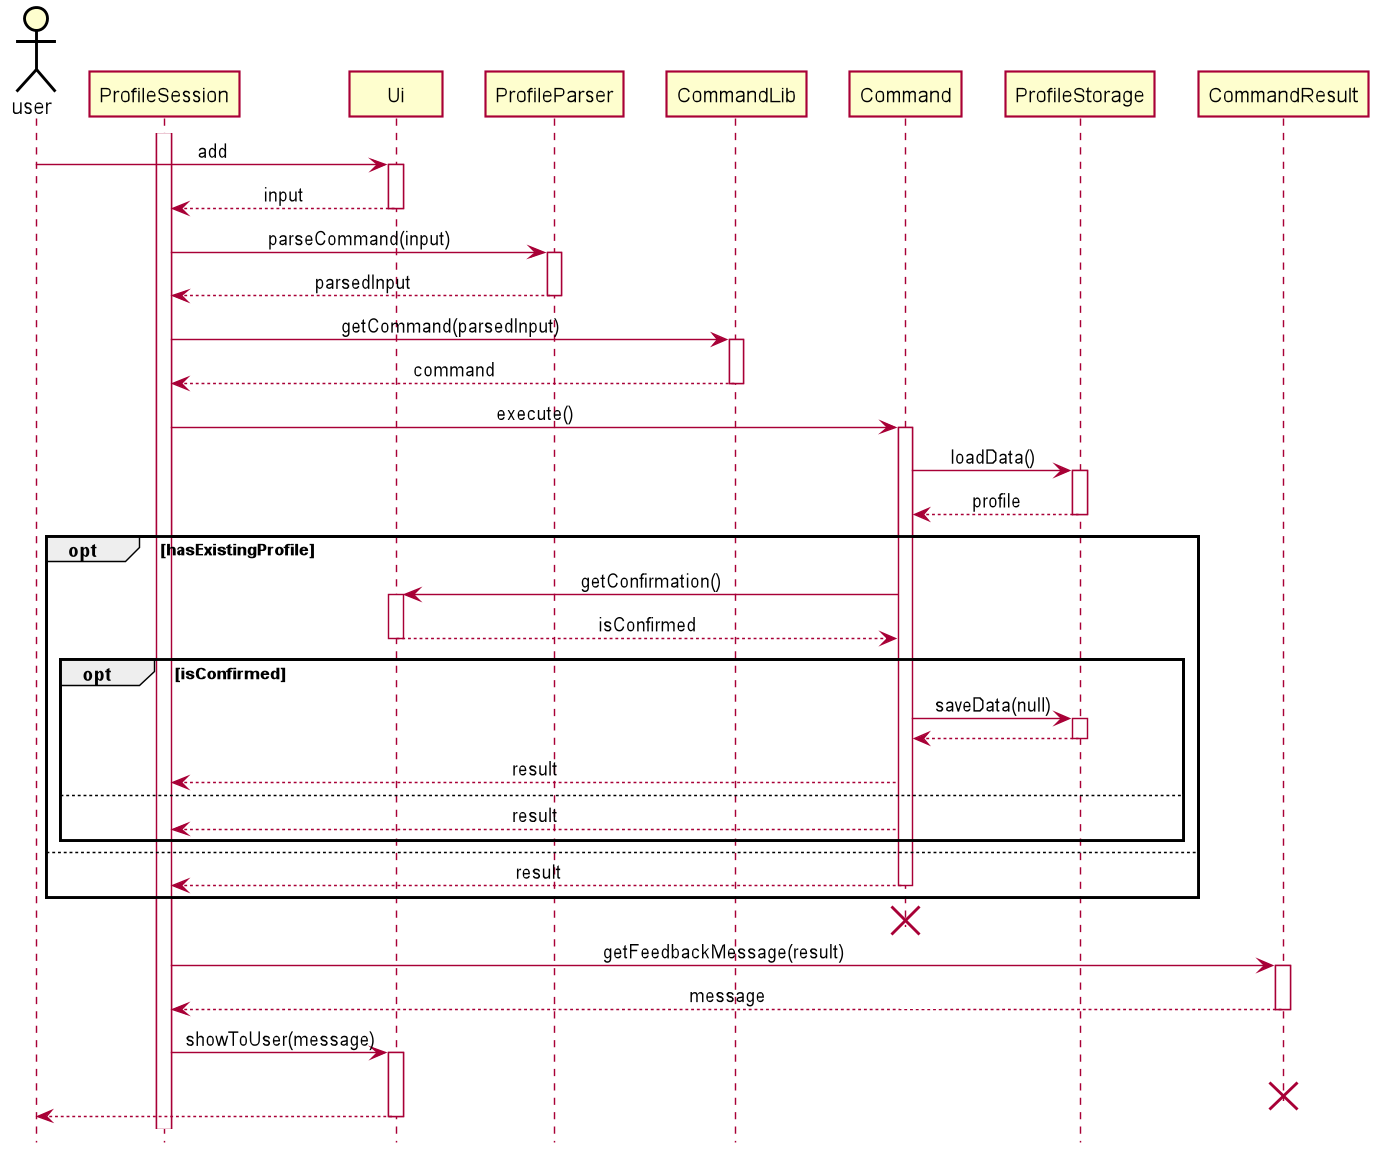 user
ProfileSession
Ui
ProfileParser
CommandLib
Command
ProfileStorage
CommandResult
add
input
parseCommand(input)
parsedInput
getCommand(parsedInput)
command
execute()
loadData()
profile
opt [hasExistingProfile]
getConfirmation()
isConfirmed
opt [isConfirmed]
saveData(null)
result
result
result
getFeedbackMessage(result)
message
showToUser(message)